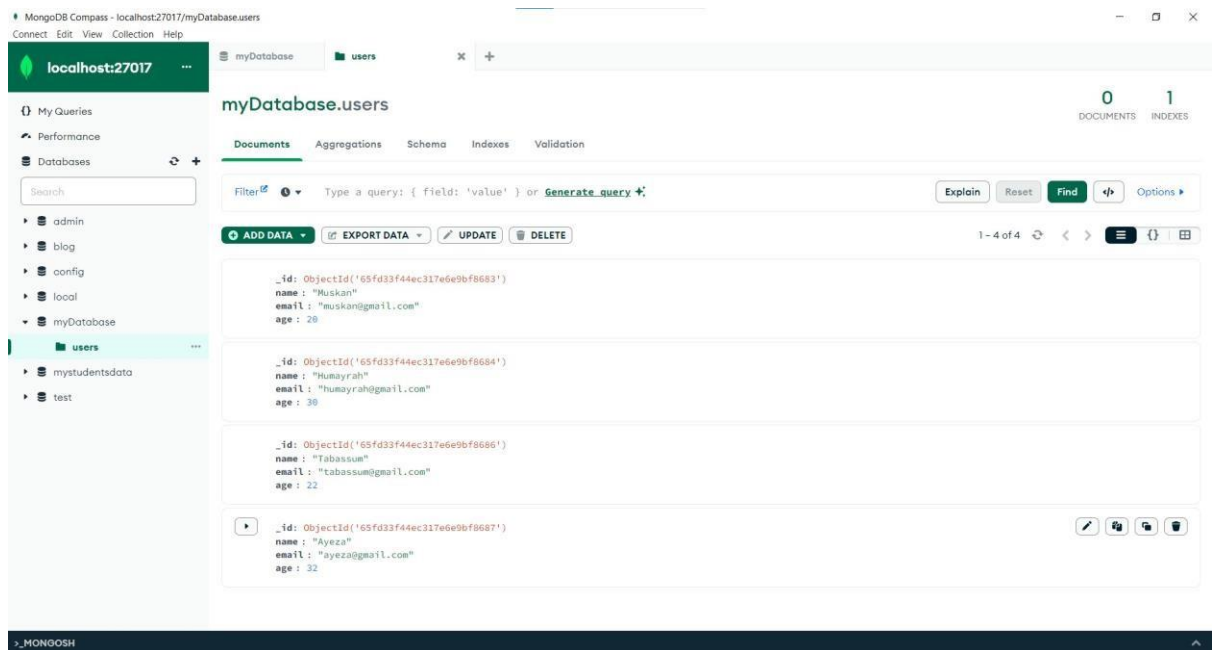 MongoDB Compass - localhost:27017/myDatabase.users
Connect Edit View Collection Help
localhost:27017 ...
{} My Queries
Performance
Databases
Search
admin
blog
config
local
myDatabase
users ...
mystudentsdata
test
myDatabase users
myDatabase.users
0 DOCUMENTS 1 INDEXES
Documents Aggregations Schema Indexes Validation
Filter Type a query: { field: 'value' } or Generate query Explain Reset Find </> Options
ADD DATA EXPORT DATA UPDATE DELETE 1 – 4 of 4 {}
_id: ObjectId('65fd33f44ec317e6e9bf8683')
name : "Muskan"
email : "muskan@gmail.com"
age : 20
_id: ObjectId('65fd33f44ec317e6e9bf8684')
name : "Humayrah"
email : "humayrah@gmail.com"
age : 30
_id: ObjectId('65fd33f44ec317e6e9bf8686')
name : "Tabassum"
email : "tabassum@gmail.com"
age : 22
_id: ObjectId('65fd33f44ec317e6e9bf8687')
name : "Ayeza"
email : "ayeza@gmail.com"
age : 32
>_MONGOSH